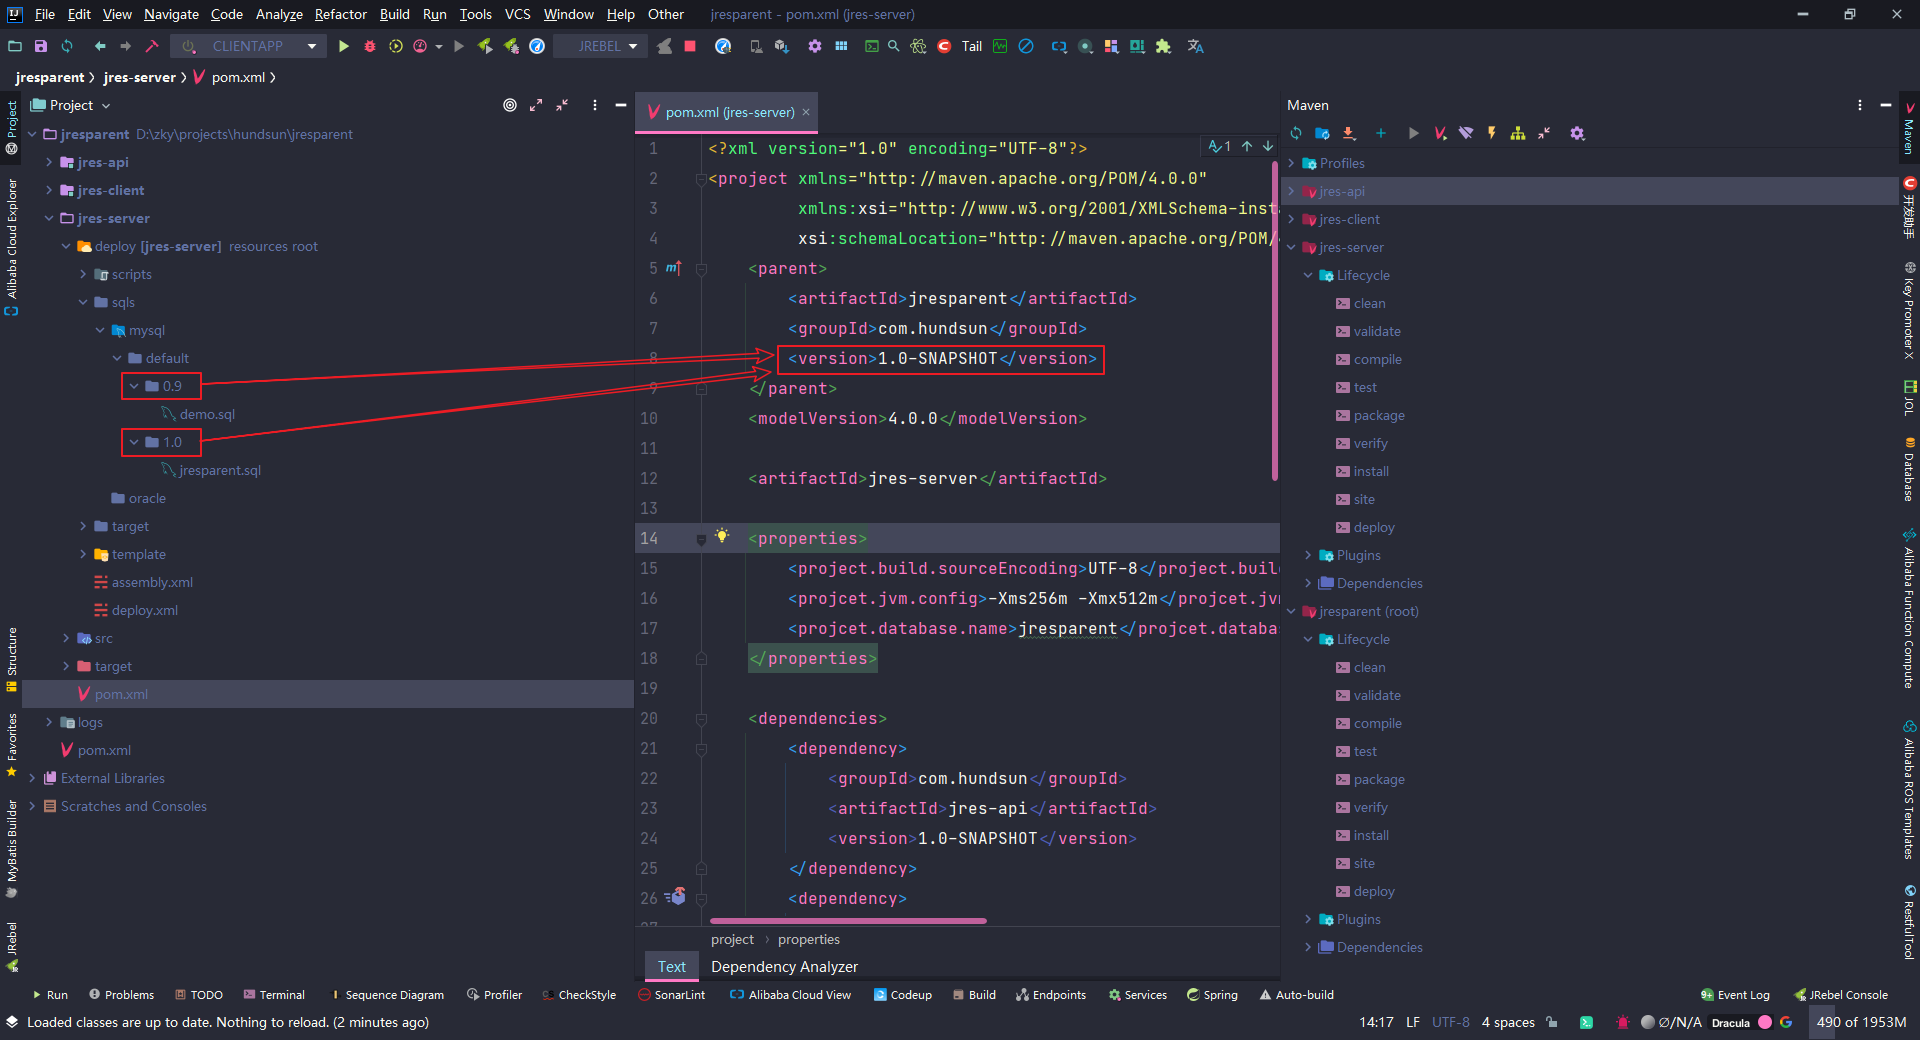 File Edit View Navigate Code Analyze Refactor Build Run Tools VCS Window Help Other jresparent - pom.xml (jres-server)
CLIENTAPP JREBEL Tail
jresparent jres-server pom.xml
Project
jresparent D:\zky\projects\hundsun\jresparent
jres-api
jres-client
jres-server
deploy [jres-server] resources root
scripts
sqls
mysql
default
0.9
demo.sql
1.0
jresparent.sql
oracle
target
template
assembly.xml
deploy.xml
src
target
pom.xml
logs
pom.xml
External Libraries
Scratches and Consoles
Project
Alibaba Cloud Explorer
Structure
Favorites
MyBatis Builder
JRebel
pom.xml (jres-server)
1 <?xml version="1.0" encoding="UTF-8"?>
2 <project xmlns="http://maven.apache.org/POM/4.0.0"
3 xmlns:xsi="http://www.w3.org/2001/XMLSchema-inst
4 xsi:schemaLocation="http://maven.apache.org/POM/
5 <parent>
6 <artifactId>jresparent</artifactId>
7 <groupId>com.hundsun</groupId>
8 <version>1.0-SNAPSHOT</version>
9 </parent>
10 <modelVersion>4.0.0</modelVersion>
11
12 <artifactId>jres-server</artifactId>
13
14 <properties>
15 <project.build.sourceEncoding>UTF-8</project.buil
16 <projcet.jvm.config>-Xms256m -Xmx512m</projcet.jv
17 <projcet.database.name>jresparent</projcet.databa
18 </properties>
19
20 <dependencies>
21 <dependency>
22 <groupId>com.hundsun</groupId>
23 <artifactId>jres-api</artifactId>
24 <version>1.0-SNAPSHOT</version>
25 </dependency>
26 <dependency>
1
project properties
Text Dependency Analyzer
Maven
Profiles
jres-api
jres-client
jres-server
Lifecycle
clean
validate
compile
test
package
verify
install
site
deploy
Plugins
Dependencies
jresparent (root)
Lifecycle
clean
validate
compile
test
package
verify
install
site
deploy
Plugins
Dependencies
Maven
开发助手
Key Promoter X
JOL
Database
Alibaba Function Compute
Alibaba ROS Templates
RestfulTool
Run Problems TODO Terminal Sequence Diagram Profiler CheckStyle SonarLint Alibaba Cloud View Codeup Build Endpoints Services Spring Auto-build 9+ Event Log JRebel Console
Loaded classes are up to date. Nothing to reload. (2 minutes ago) 14:17 LF UTF-8 4 spaces Ø/N/A Dracula 490 of 1953M